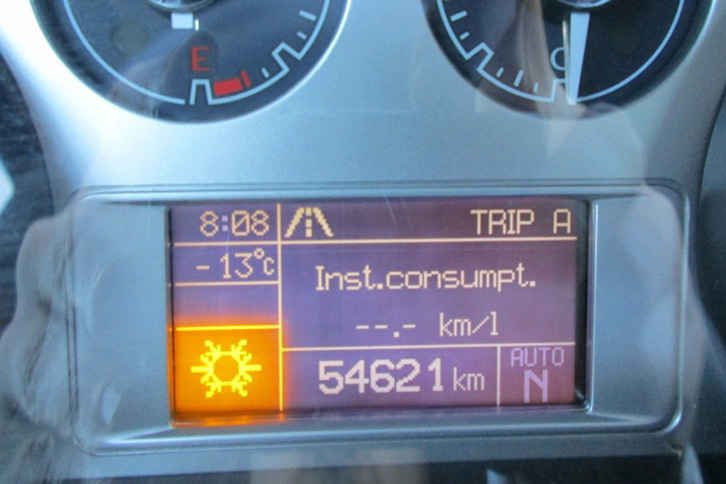 E
C
8:08
TRIP A
-13°C
Inst.consumpt.
--.- km/l
54621 km
AUTO
N